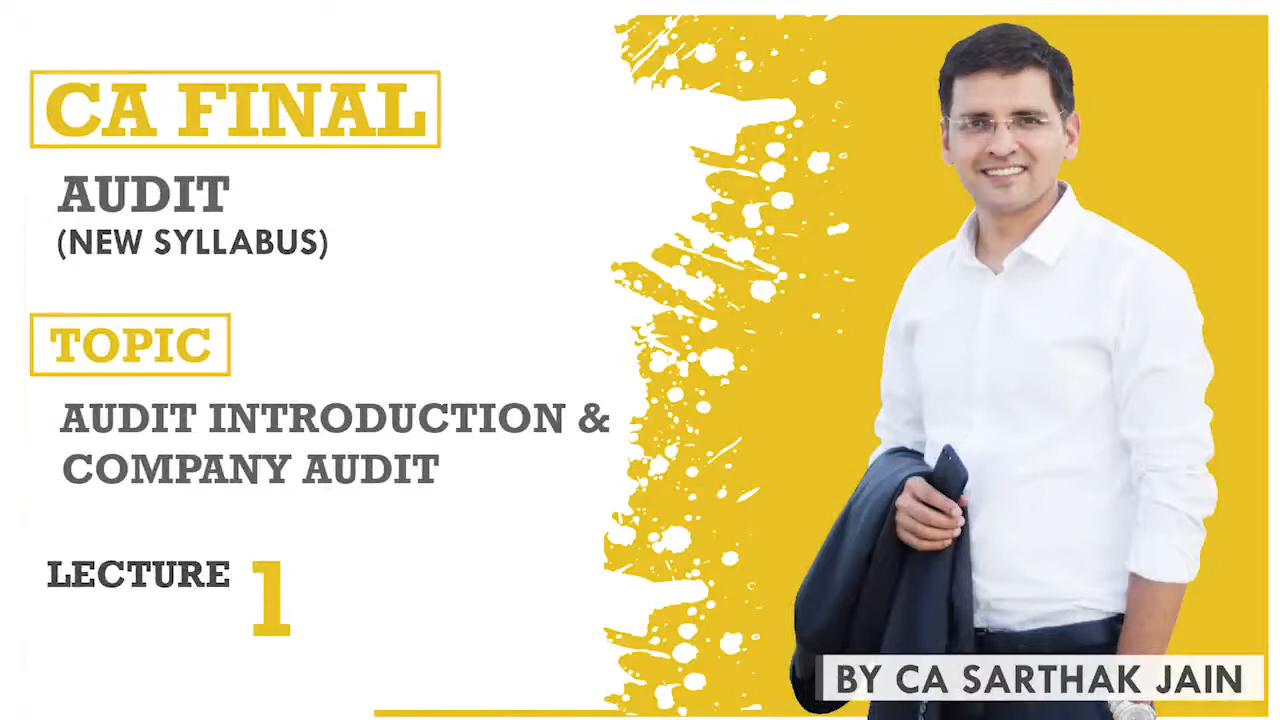 CA FINAL
AUDIT
(NEW SYLLABUS)
TOPIC
AUDIT INTRODUCTION &
COMPANY AUDIT
LECTURE 1
BY CA SARTHAK JAIN